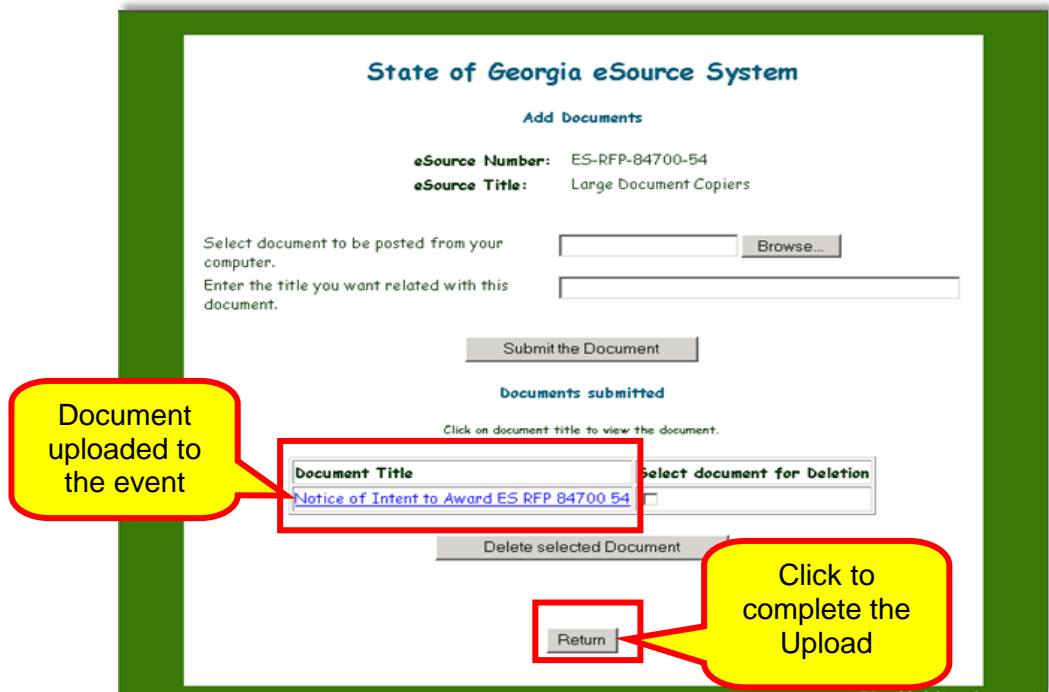 State of Georgia eSource System
Add Documents
eSource Number: ES-RFP-84700-54
eSource Title: Large Document Copiers
Select document to be posted from your
computer.
Browse...
Enter the title you want related with this
document.
Submit the Document
Documents submitted
Click on document title to view the document.
Document
uploaded to
the event
Document Title
Select document for Deletion
Notice of Intent to Award ES RFP 84700 54
Delete selected Document
Click to
complete the
Upload
Return